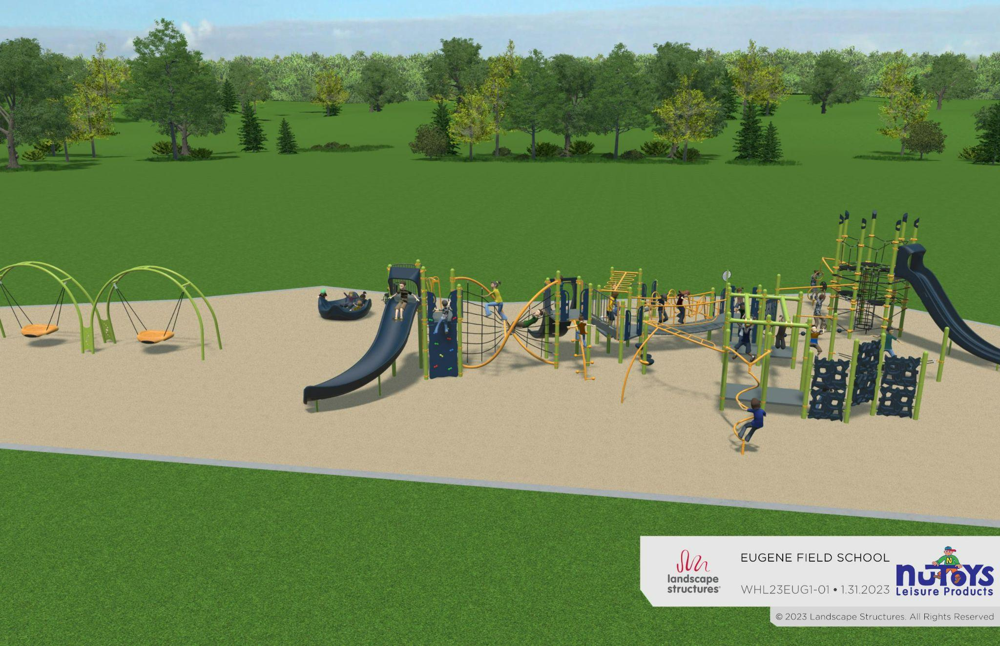 landscape
structures®
EUGENE FIELD SCHOOL
WHL23EUG1-01 • 1.31.2023
N
NUTOYS
Leisure Products
© 2023 Landscape Structures. All Rights Reserved